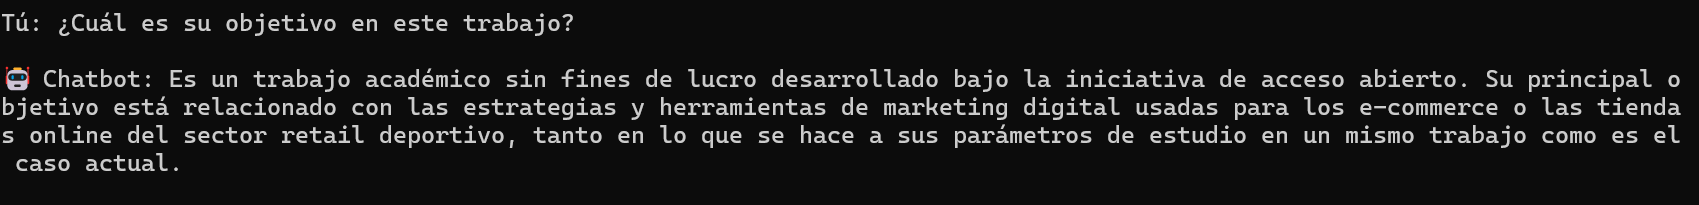 Tú: ¿Cuál es su objetivo en este trabajo?
🤖 Chatbot: Es un trabajo académico sin fines de lucro desarrollado bajo la iniciativa de acceso abierto. Su principal o
bjetivo está relacionado con las estrategias y herramientas de marketing digital usadas para los e-commerce o las tienda
s online del sector retail deportivo, tanto en lo que se hace a sus parámetros de estudio en un mismo trabajo como es el
caso actual.